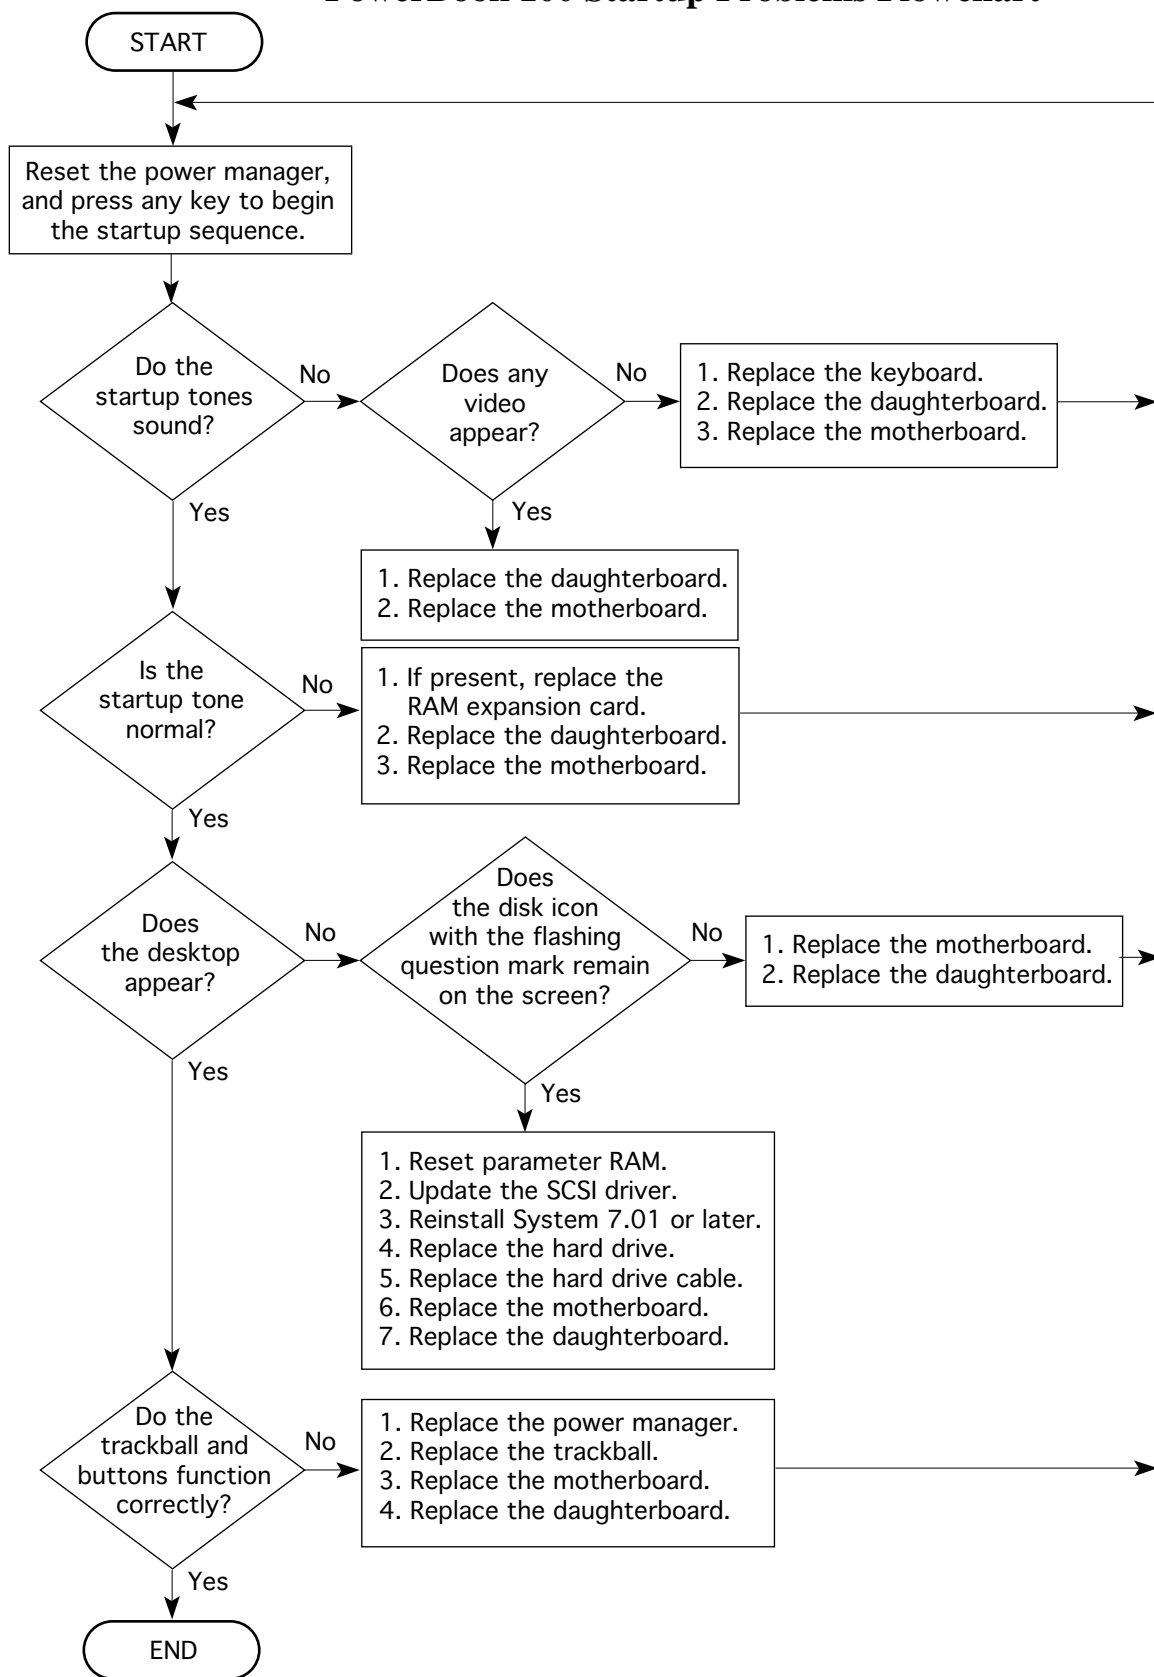 START
Reset the power manager,
and press any key to begin
the startup sequence.
Do the
startup tones
sound?
No
Does any
video
appear?
No
1. Replace the keyboard.
2. Replace the daughterboard.
3. Replace the motherboard.
Yes
Yes
1. Replace the daughterboard.
2. Replace the motherboard.
Is the
startup tone
normal?
No
1. If present, replace the
RAM expansion card.
2. Replace the daughterboard.
3. Replace the motherboard.
Yes
Does
the desktop
appear?
No
Does
the disk icon
with the flashing
question mark remain
on the screen?
No
1. Replace the motherboard.
2. Replace the daughterboard.
Yes
Yes
1. Reset parameter RAM.
2. Update the SCSI driver.
3. Reinstall System 7.01 or later.
4. Replace the hard drive.
5. Replace the hard drive cable.
6. Replace the motherboard.
7. Replace the daughterboard.
Do the
trackball and
buttons function
correctly?
No
1. Replace the power manager.
2. Replace the trackball.
3. Replace the motherboard.
4. Replace the daughterboard.
Yes
END